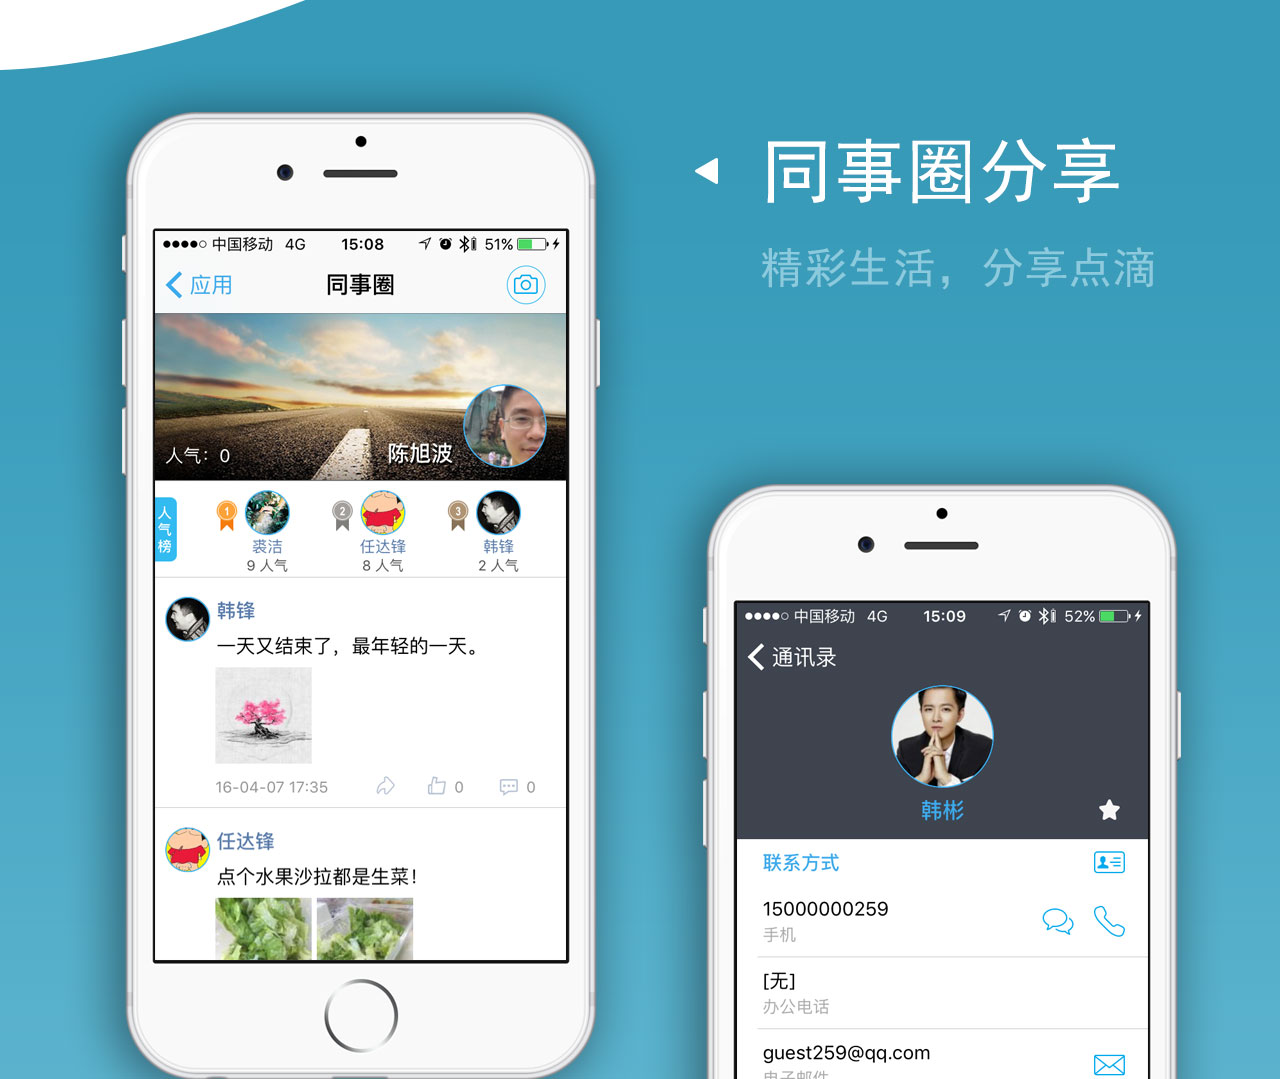 同事圈分享
精彩生活，分享点滴
中国移动 4G 15:08 51%
应用 同事圈
人气：0 陈旭波
人气榜
1 2 3
裘洁 任达锋 韩锋
9 人气 8 人气 2 人气
韩锋
一天又结束了，最年轻的一天。
16-04-07 17:35 0 0
任达锋
点个水果沙拉都是生菜！
中国移动 4G 15:09 52%
通讯录
韩彬
联系方式
15000000259
手机
[无]
办公电话
guest259@qq.com
电子邮件